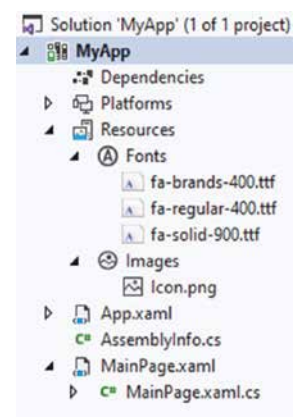 Solution 'MyApp' (1 of 1 project)
MyApp
Dependencies
Platforms
Resources
Fonts
fa-brands-400.ttf
fa-regular-400.ttf
fa-solid-900.ttf
Images
Icon.png
App.xaml
C# AssemblyInfo.cs
MainPage.xaml
C# MainPage.xaml.cs